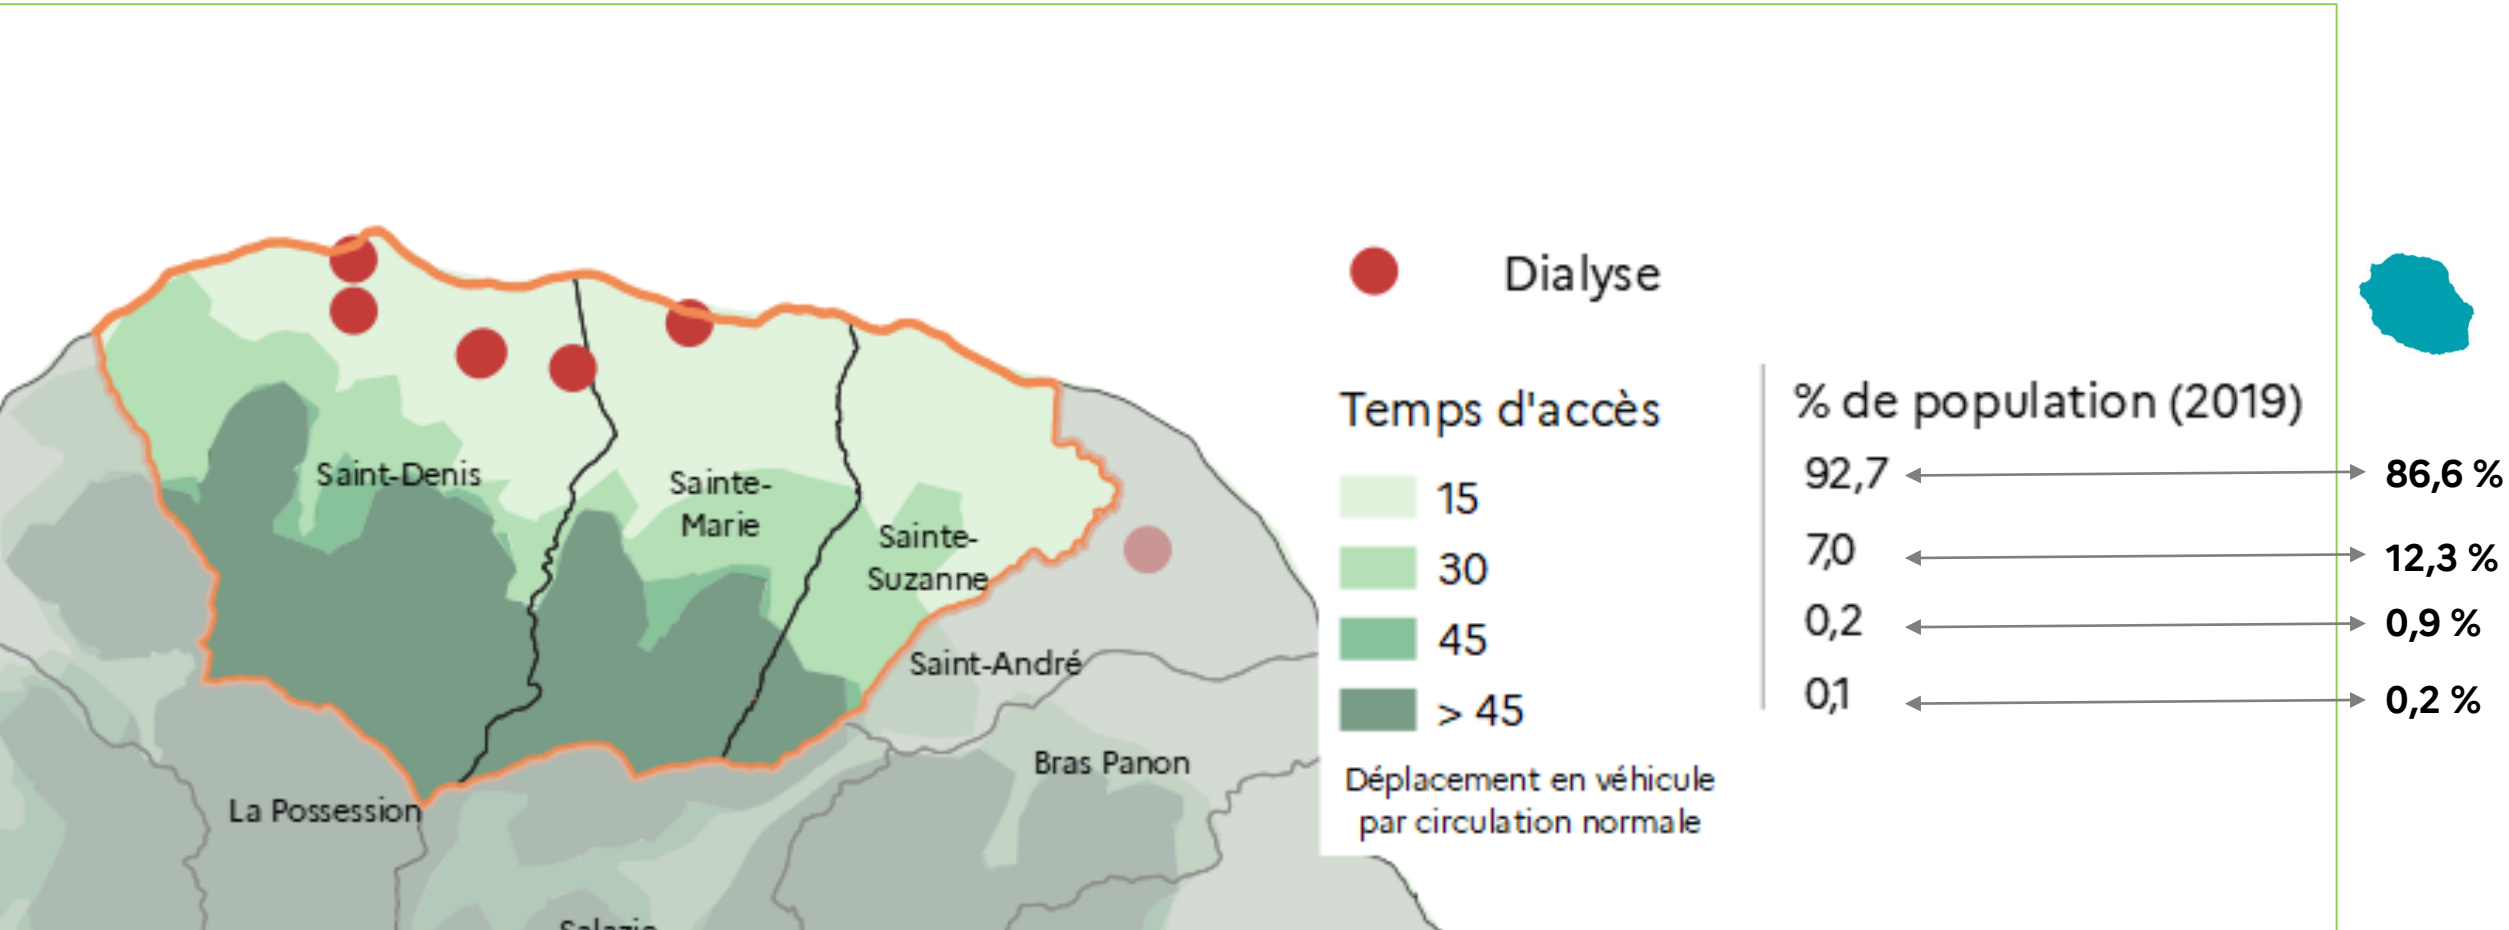 Dialyse
Temps d'accès
% de population (2019)
15
92,7
86,6 %
30
7,0
12,3 %
45
0,2
0,9 %
> 45
0,1
0,2 %
Déplacement en véhicule
par circulation normale
Saint-Denis
Sainte-
Marie
Sainte-
Suzanne
Saint-André
Bras Panon
La Possession
Salazie